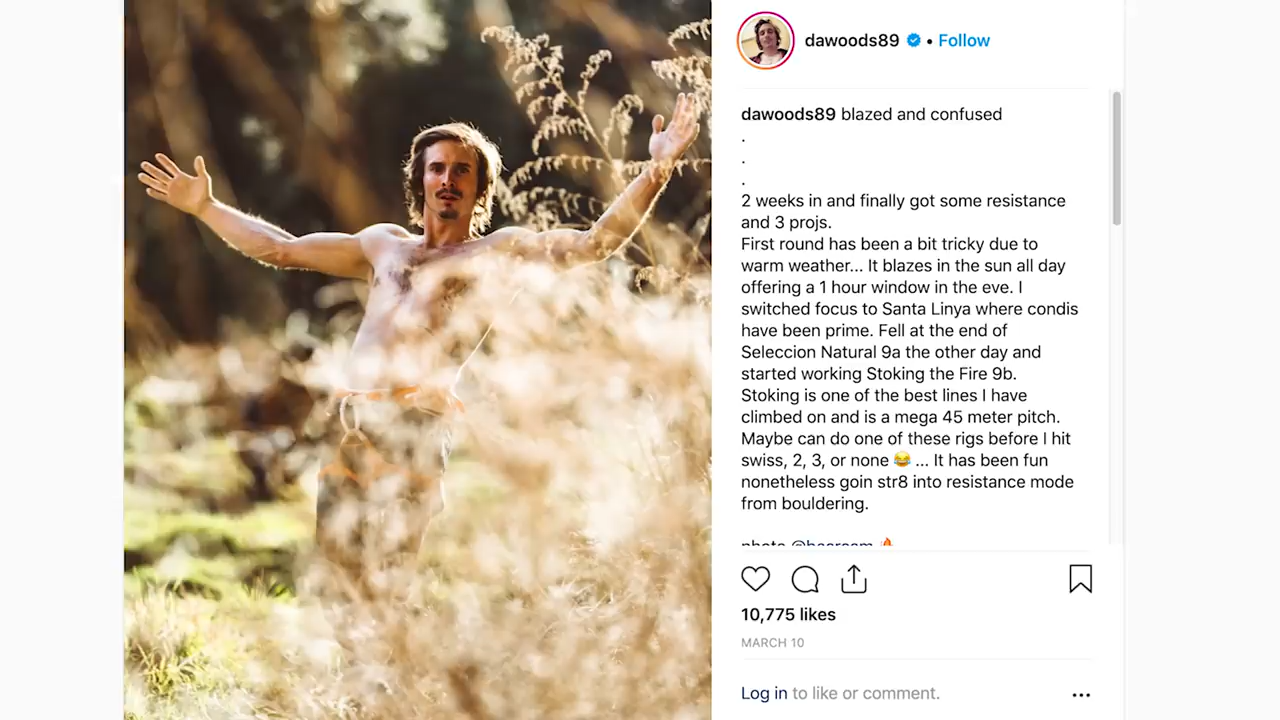 dawoods89 • Follow
dawoods89 blazed and confused
.
.
.
2 weeks in and finally got some resistance
and 3 projs.
First round has been a bit tricky due to
warm weather... It blazes in the sun all day
offering a 1 hour window in the eve. I
switched focus to Santa Linya where condis
have been prime. Fell at the end of
Seleccion Natural 9a the other day and
started working Stoking the Fire 9b.
Stoking is one of the best lines I have
climbed on and is a mega 45 meter pitch.
Maybe can do one of these rigs before I hit
swiss, 2, 3, or none 😂 ... It has been fun
nonetheless goin str8 into resistance mode
from bouldering.
photo
10,775 likes
MARCH 10
Log in to like or comment.